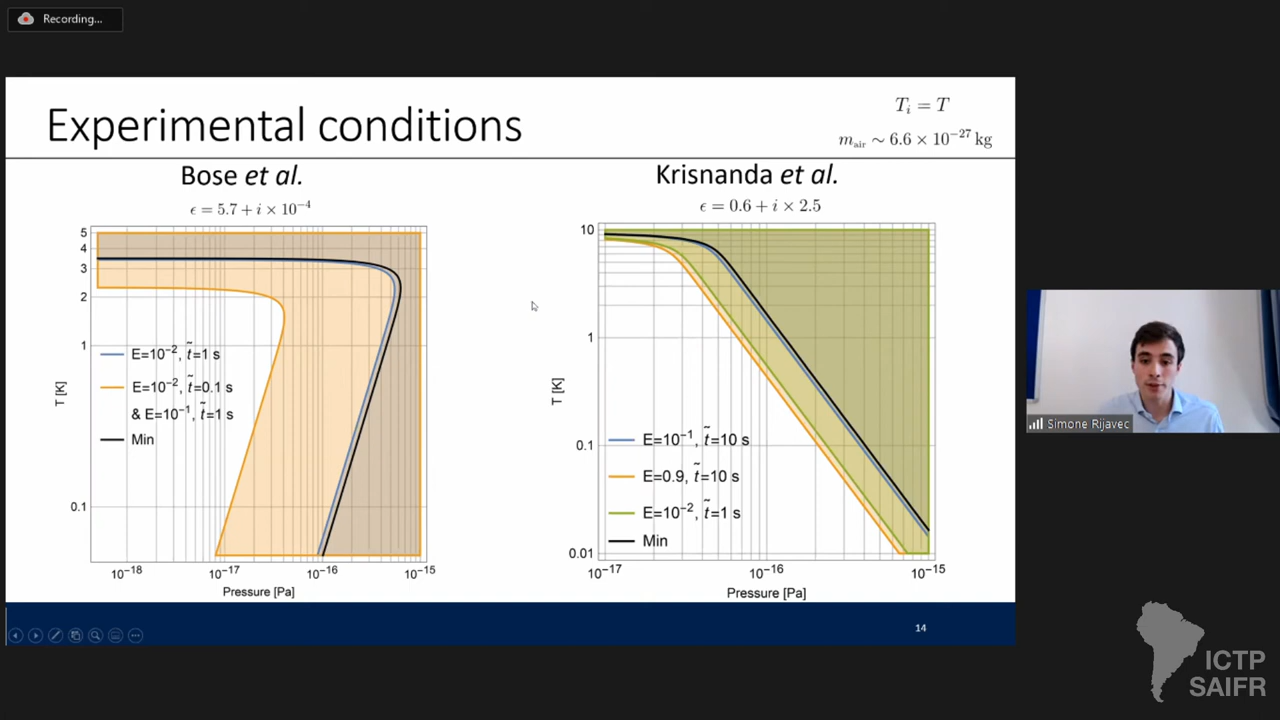 Recording...
Experimental conditions
Tᵢ = T
m_air ∼ 6.6 × 10⁻²⁷ kg
Bose et al.
ϵ = 5.7 + i × 10⁻⁴
5
4
3
2
1
0.1
T [K]
E=10⁻², t̃=1 s
E=10⁻², t̃=0.1 s
& E=10⁻¹, t̃=1 s
Min
10⁻¹⁸ 10⁻¹⁷ 10⁻¹⁶ 10⁻¹⁵
Pressure [Pa]
Krisnanda et al.
ϵ = 0.6 + i × 2.5
10
1
0.1
0.01
T [K]
E=10⁻¹, t̃=10 s
E=0.9, t̃=10 s
E=10⁻², t̃=1 s
Min
10⁻¹⁷ 10⁻¹⁶ 10⁻¹⁵
Pressure [Pa]
14
Simone Rijavec
ICTP
SAIFR